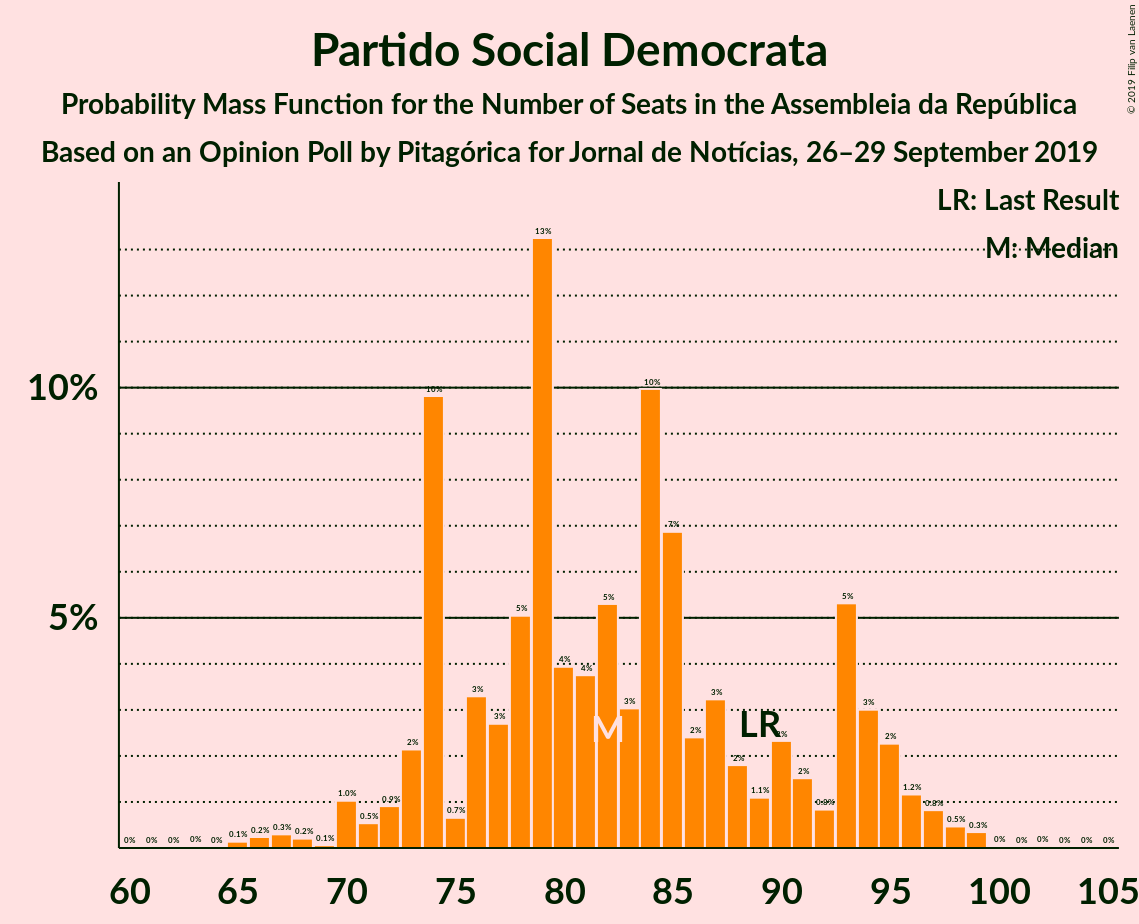 © 2019 Filip van Laenen
Partido Social Democrata
Probability Mass Function for the Number of Seats in the Assembleia da República
Based on an Opinion Poll by Pitagórica for Jornal de Notícias, 26–29 September 2019
LR: Last Result
M: Median
10%
5%
0% 0% 0% 0% 0% 0.1% 0.2% 0.3% 0.2% 0.1% 1.0% 0.5% 0.9% 2% 10% 0.7% 3% 3% 5% 13% 4% 4% 5% 3% 10% 7% 2% 3% 2% 1.1% 2% 2% 0.8% 5% 3% 2% 1.2% 0.8% 0.5% 0.3% 0% 0% 0% 0% 0% 0%
M
LR
60 65 70 75 80 85 90 95 100 105